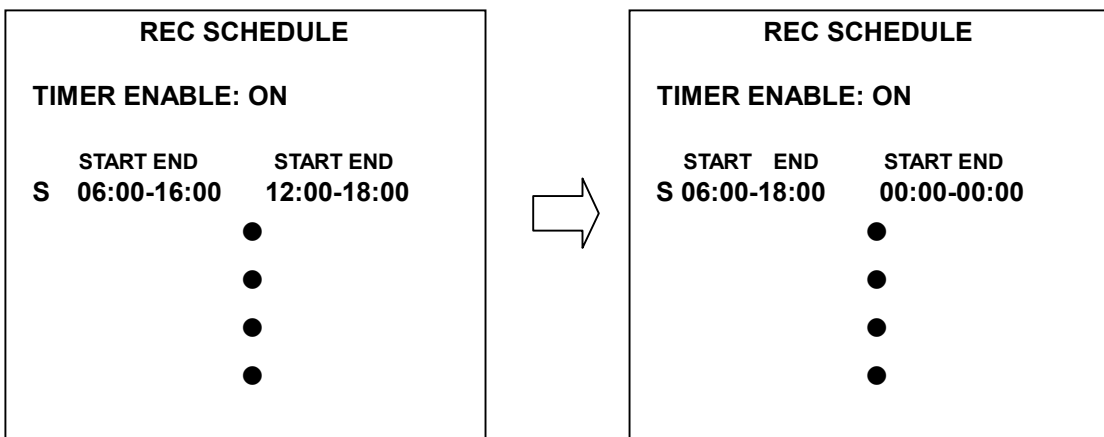 REC SCHEDULE
TIMER ENABLE: ON
START END START END
S 06:00-16:00 12:00-18:00
REC SCHEDULE
TIMER ENABLE: ON
START END START END
S 06:00-18:00 00:00-00:00